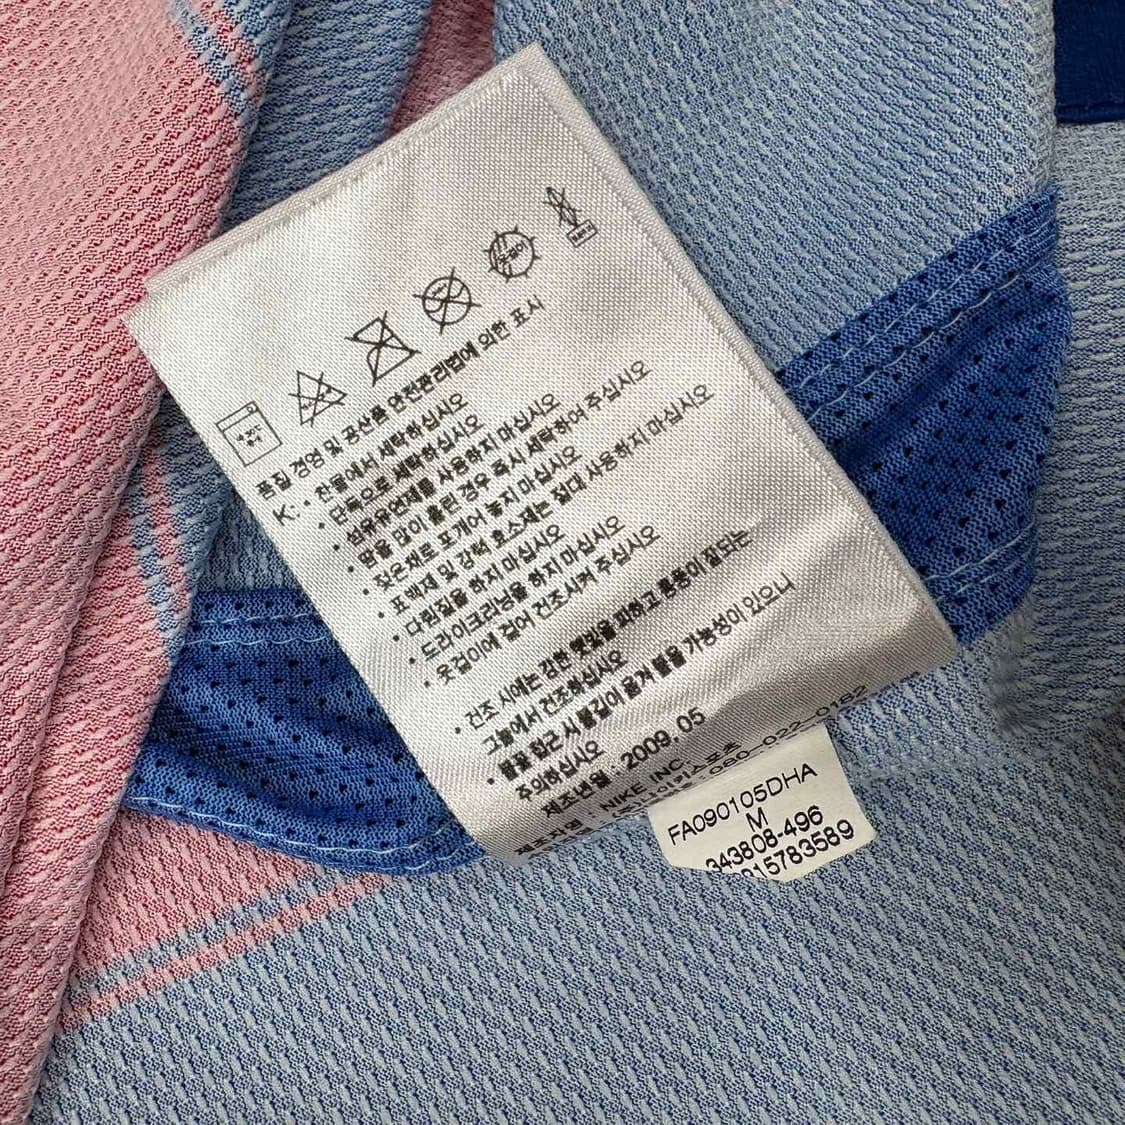 품질 경영 및 공산품 안전관리법에 의한 표시
K: • 찬물에서 세탁하십시오
• 단독으로 세탁하십시오
• 섬유유연제를 사용하지 마십시오
땀을 많이 흘린 경우 즉시 세탁하여 주십시오
• 젖은채로 포개어 놓지 마십시오
• 표백제 및 강력 효소제는 절대 사용하지 마십시오
• 다림질을 하지 마십시오
• 드라이크리닝을 하지 마십시오
• 옷걸이에 걸어 건조시켜 주십시오
• 건조 시에는 강한 햇빛을 피하고 통풍이 잘되는
그늘에서 건조하십시오
• 불꽃 접근 시 불길이 옮겨 붙을 가능성이 있으니
주의하십시오
제조년월 : 2009. 05
: NIKE INC.
: 080-022-0182
FA090105DHA
M
343808-496
15783589